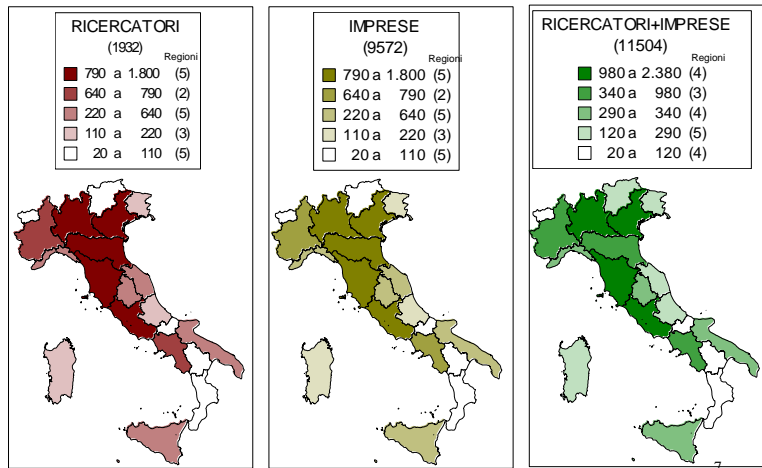 RICERCATORI
(1932)
Regioni
790 a 1.800 (5)
640 a 790 (2)
220 a 640 (5)
110 a 220 (3)
20 a 110 (5)
IMPRESE
(9572)
Regioni
790 a 1.800 (5)
640 a 790 (2)
220 a 640 (5)
110 a 220 (3)
20 a 110 (5)
RICERCATORI+IMPRESE
(11504)
Regioni
980 a 2.380 (4)
340 a 980 (3)
290 a 340 (4)
120 a 290 (5)
20 a 120 (4)
7